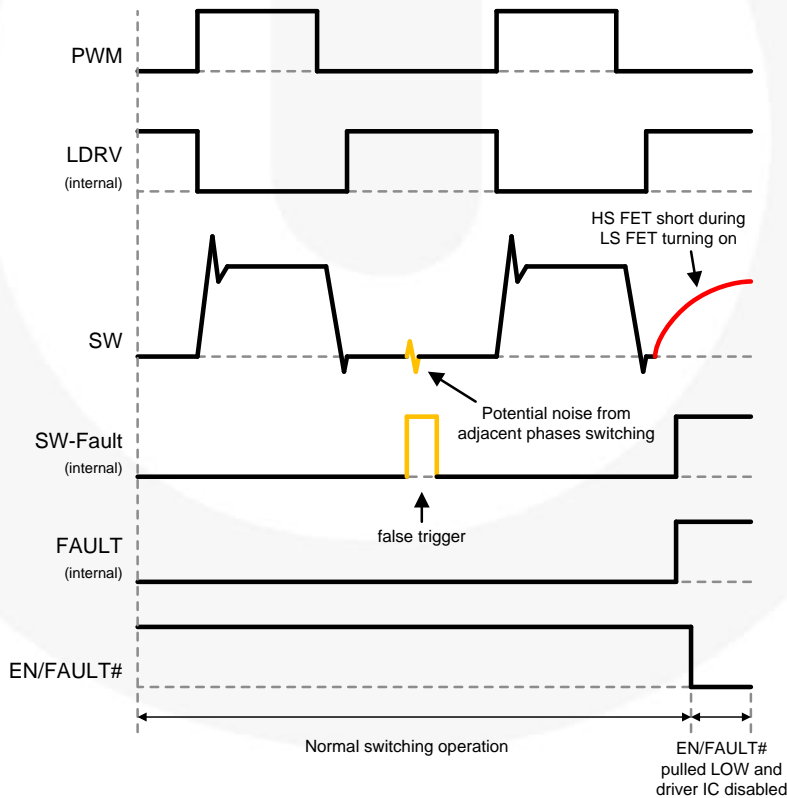 PWM
LDRV
(internal)
HS FET short during
LS FET turning on
SW
Potential noise from
adjacent phases switching
SW-Fault
(internal)
false trigger
FAULT
(internal)
EN/FAULT#
Normal switching operation
EN/FAULT#
pulled LOW and
driver IC disabled